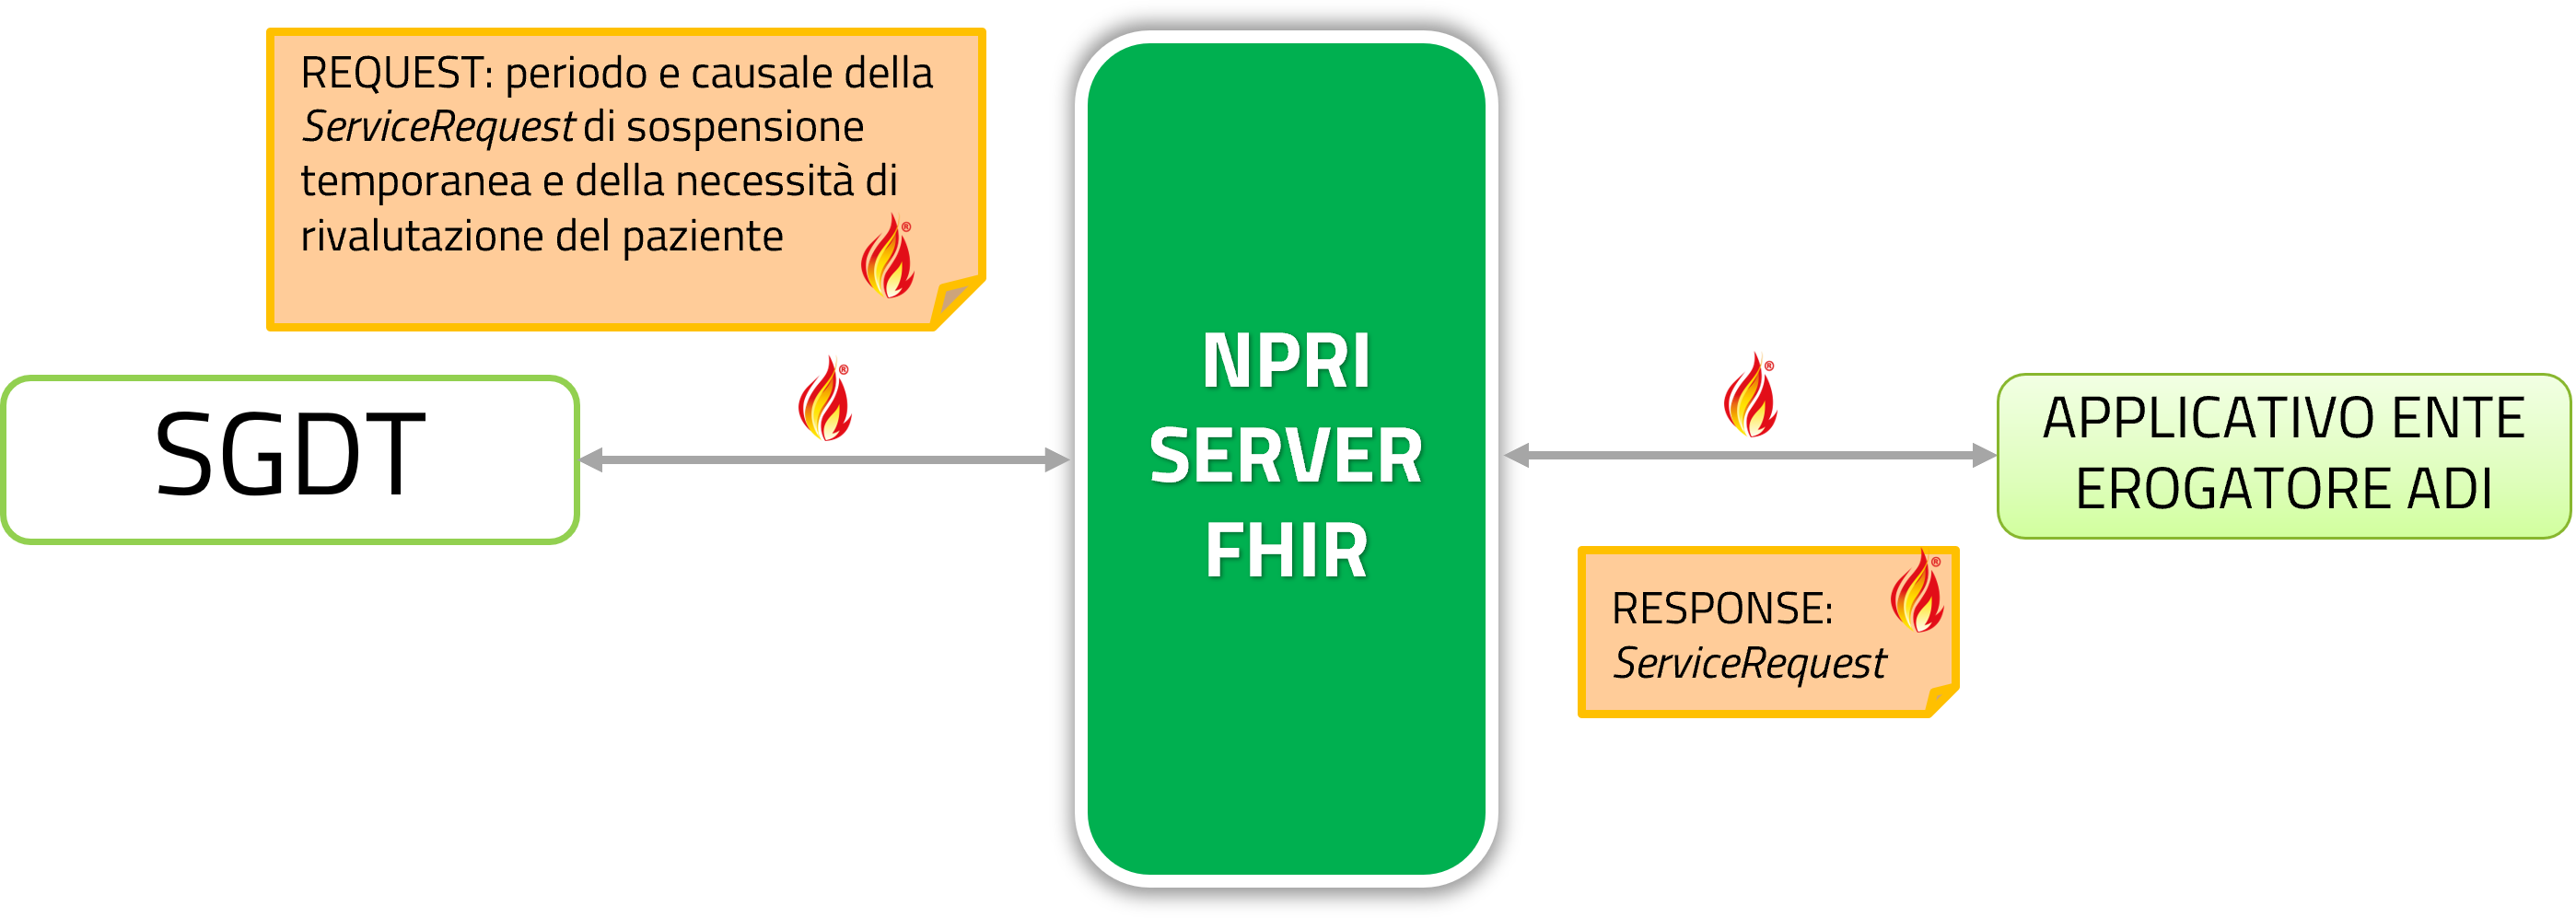 REQUEST: periodo e causale della
ServiceRequest di sospensione
temporanea e della necessità di
rivalutazione del paziente
®
®
SGDT
NPRI
SERVER
FHIR
®
APPLICATIVO ENTE
EROGATORE ADI
®
RESPONSE:
ServiceRequest